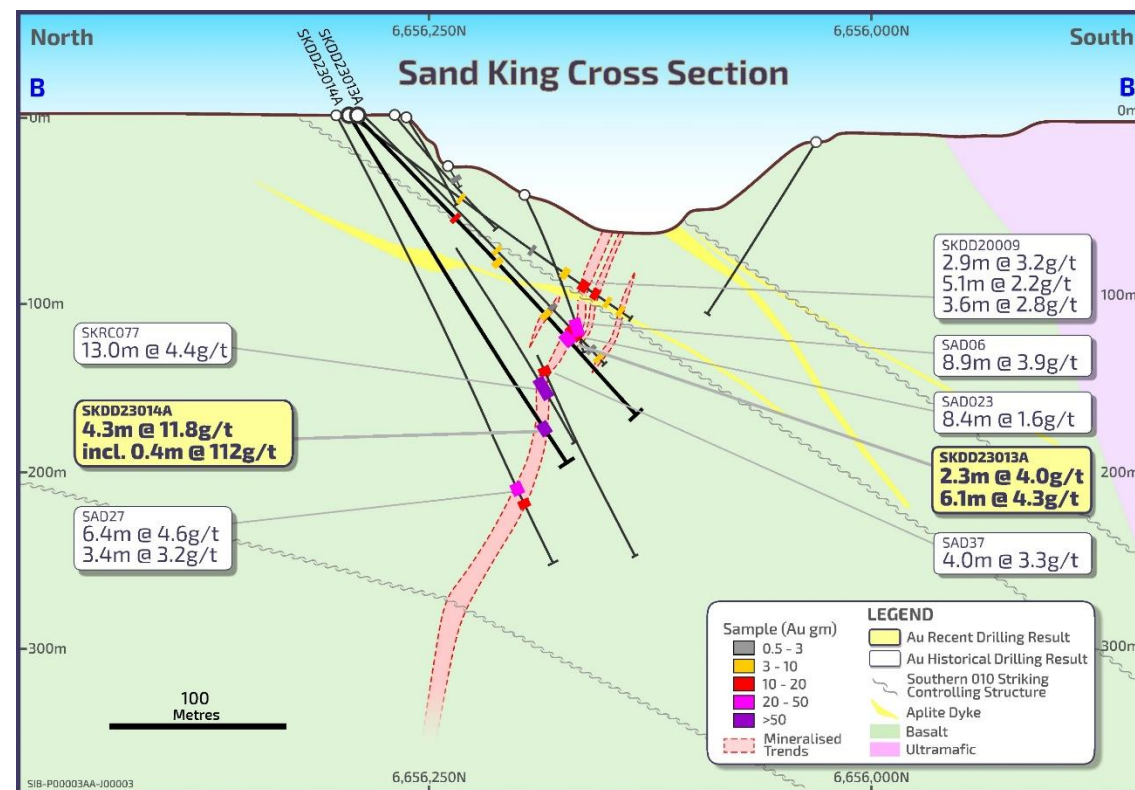 North
6,656,250N
6,656,000N
South
SKDD23014A
SKDD23013A
Sand King Cross Section
B
B
0m
0m
SKDD20009
2.9m @ 3.2g/t
5.1m @ 2.2g/t
3.6m @ 2.8g/t
100m
100m
SKRC077
13.0m @ 4.4g/t
SAD06
8.9m @ 3.9g/t
SAD023
8.4m @ 1.6g/t
SKDD23014A
4.3m @ 11.8g/t
incl. 0.4m @ 112g/t
SKDD23013A
2.3m @ 4.0g/t
6.1m @ 4.3g/t
200m
200m
SAD27
6.4m @ 4.6g/t
3.4m @ 3.2g/t
SAD37
4.0m @ 3.3g/t
300m
300m
LEGEND
Sample (Au gm)
0.5 - 3
3 - 10
10 - 20
20 - 50
>50
Mineralised
Trends
Au Recent Drilling Result
Au Historical Drilling Result
Southern 010 Striking
Controlling Structure
Aplite Dyke
Basalt
Ultramafic
100
Metres
6,656,250N
6,656,000N
SIB-P00003AA-J00003